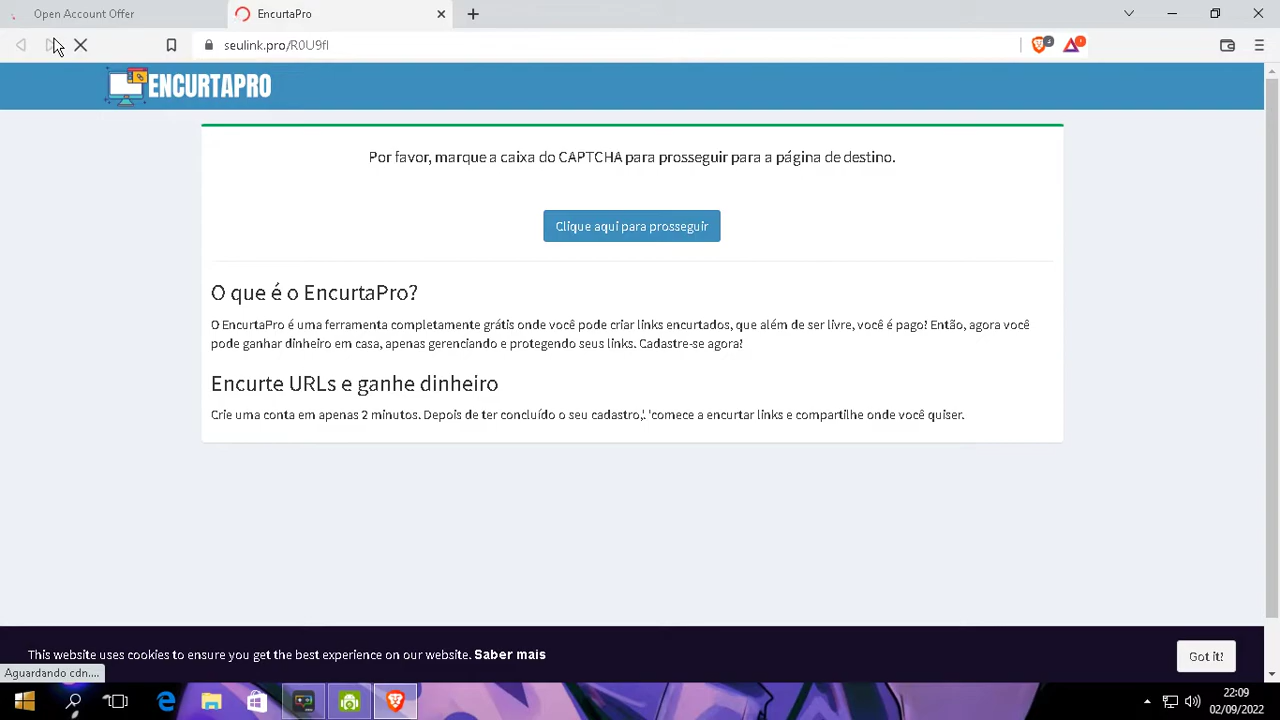 Open Account Offer
EncurtaPro
seulink.pro/R0U9fI
3
1
ENCURTAPRO
Por favor, marque a caixa do CAPTCHA para prosseguir para a página de destino.
Clique aqui para prosseguir
O que é o EncurtaPro?
O EncurtaPro é uma ferramenta completamente grátis onde você pode criar links encurtados, que além de ser livre, você é pago? Então, agora você
pode ganhar dinheiro em casa, apenas gerenciando e protegendo seus links. Cadastre-se agora?
Encurte URLs e ganhe dinheiro
Crie uma conta em apenas 2 minutos. Depois de ter concluído o seu cadastro,'. 'comece a encurtar links e compartilhe onde você quiser.
This website uses cookies to ensure you get the best experience on our website. Saber mais
Got it!
Aguardando cdn....
22:09
02/09/2022